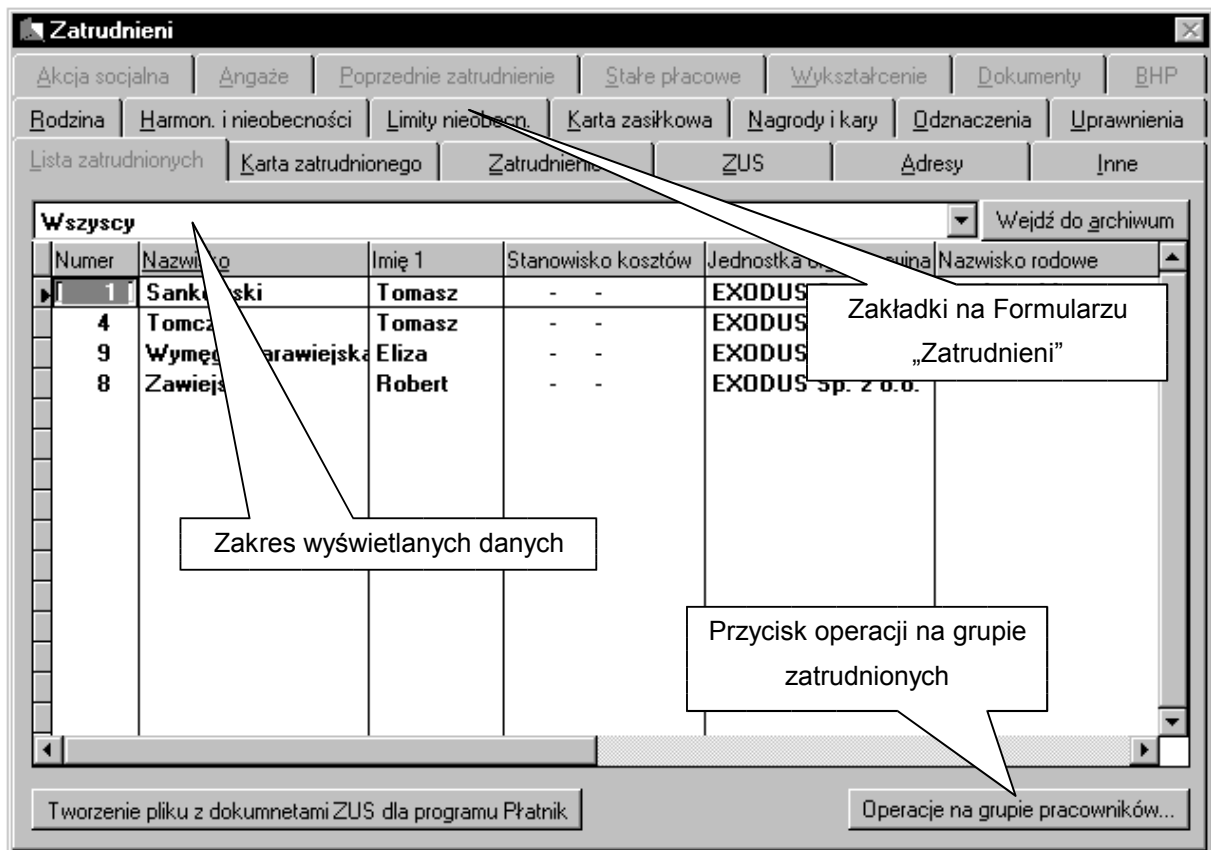 Zatrudnieni
Akcja socjalna Angaże Poprzednie zatrudnienie Stałe płacowe Wykształcenie Dokumenty BHP
Rodzina Harmon. i nieobecności Limity nieobecn. Karta zasiłkowa Nagrody i kary Odznaczenia Uprawnienia
Lista zatrudnionych Karta zatrudnionego Zatrudnienie ZUS Adresy Inne
Wszyscy Wejdź do archiwum
Numer Nazwisko Imię 1 Stanowisko kosztów Jednostka Nazwisko rodowe
1 Tomasz - - EXODUS
4 Tomasz - - EXODUS
9 Eliza - - EXODUS
8 Robert - - EXODUS Sp. z o.o.
Zakładki na Formularzu
„Zatrudnieni”
Zakres wyświetlanych danych
Przycisk operacji na grupie
zatrudnionych
Tworzenie pliku z dokumnetami ZUS dla programu Płatnik Operacje na grupie pracowników...